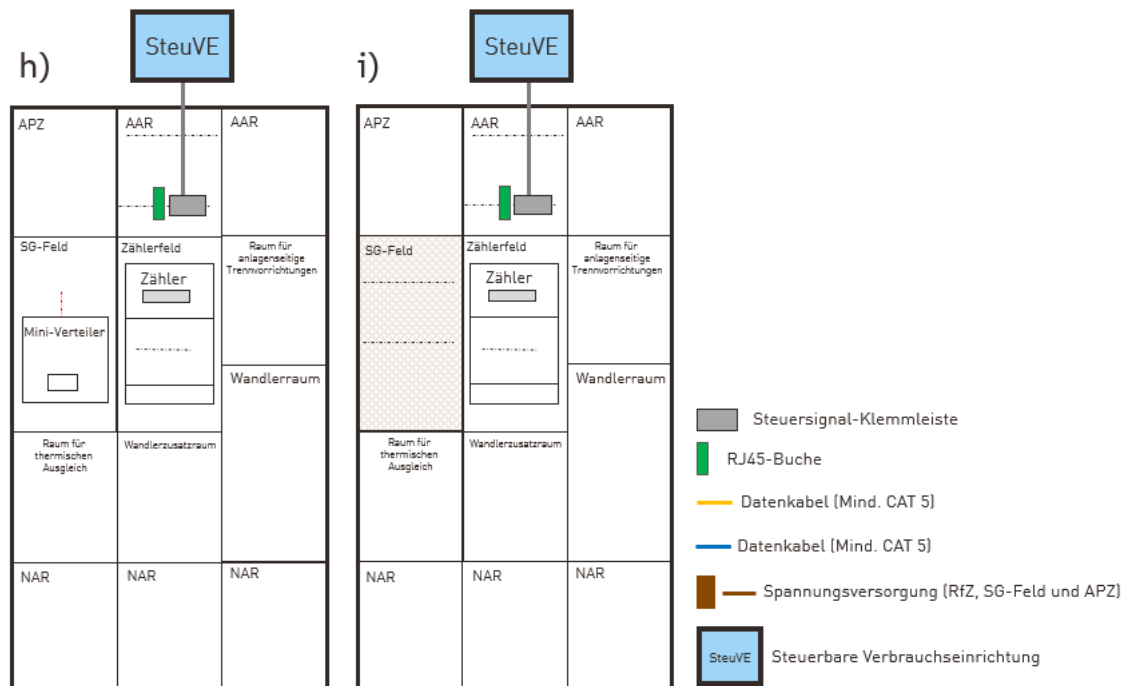 h)
SteuVE
APZ
AAR
AAR
SG-Feld
Zählerfeld
Raum für
anlagenseitige
Trennvorrichtungen
Zähler
Mini-Verteiler
Wandlerraum
Raum für
thermischen
Ausgleich
Wandlerzusatzraum
NAR
NAR
NAR
i)
SteuVE
APZ
AAR
AAR
SG-Feld
Zählerfeld
Raum für
anlagenseitige
Trennvorrichtungen
Zähler
Wandlerraum
Raum für
thermischen
Ausgleich
Wandlerzusatzraum
NAR
NAR
NAR
Steuersignal-Klemmleiste
RJ45-Buche
Datenkabel (Mind. CAT 5)
Datenkabel (Mind. CAT 5)
Spannungsversorgung (RfZ, SG-Feld und APZ)
SteuVE
Steuerbare Verbrauchseinrichtung